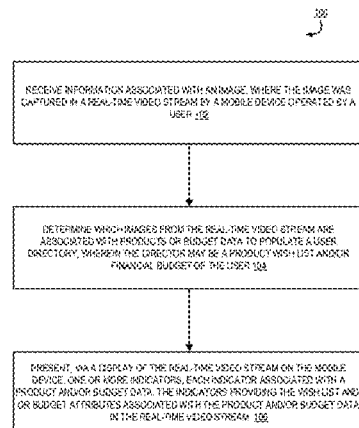 100
RECEIVE INFORMATION ASSOCIATED WITH AN IMAGE, WHERE THE IMAGE WAS
CAPTURED IN A REAL-TIME VIDEO STREAM BY A MOBILE DEVICE OPERATED BY A
USER 102
DETERMINE WHICH IMAGES FROM THE REAL-TIME VIDEO STREAM ARE
ASSOCIATED WITH PRODUCTS OR BUDGET DATA TO POPULATE A USER
DIRECTORY, WHEREIN THE DIRECTOR MAY BE A PRODUCT WISH LIST AND/OR
FINANCIAL BUDGET OF THE USER 104
PRESENT, VIA A DISPLAY OF THE REAL-TIME VIDEO STREAM ON THE MOBILE
DEVICE, ONE OR MORE INDICATORS, EACH INDICATOR ASSOCIATED WITH A
PRODUCT AND/OR BUDGET DATA. THE INDICATORS PROVIDING THE WISH LIST AND/
OR BUDGET ATTRIBUTES ASSOCIATED WITH THE PRODUCT AND/OR BUDGET DATA
IN THE REAL-TIME VIDEO STREAM 106